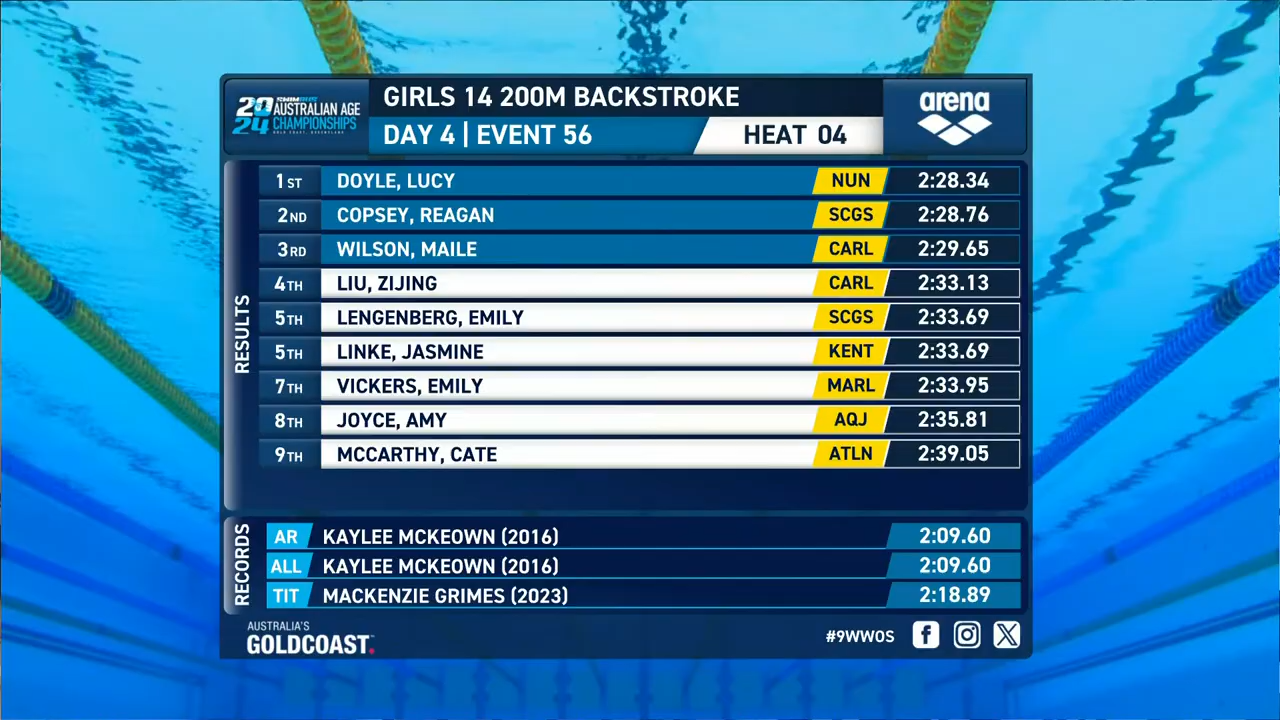 2024 AUSTRALIAN AGE
CHAMPIONSHIPS
GOLD COAST, QUEENSLAND
GIRLS 14 200M BACKSTROKE
DAY 4 | EVENT 56
HEAT 04
arena
RESULTS
1ST DOYLE, LUCY NUN 2:28.34
2ND COPSEY, REAGAN SCGS 2:28.76
3RD WILSON, MAILE CARL 2:29.65
4TH LIU, ZIJING CARL 2:33.13
5TH LENGENBERG, EMILY SCGS 2:33.69
5TH LINKE, JASMINE KENT 2:33.69
7TH VICKERS, EMILY MARL 2:33.95
8TH JOYCE, AMY AQJ 2:35.81
9TH MCCARTHY, CATE ATLN 2:39.05
RECORDS
AR KAYLEE MCKEOWN (2016) 2:09.60
ALL KAYLEE MCKEOWN (2016) 2:09.60
TIT MACKENZIE GRIMES (2023) 2:18.89
AUSTRALIA'S
GOLDCOAST.
#9WWOS